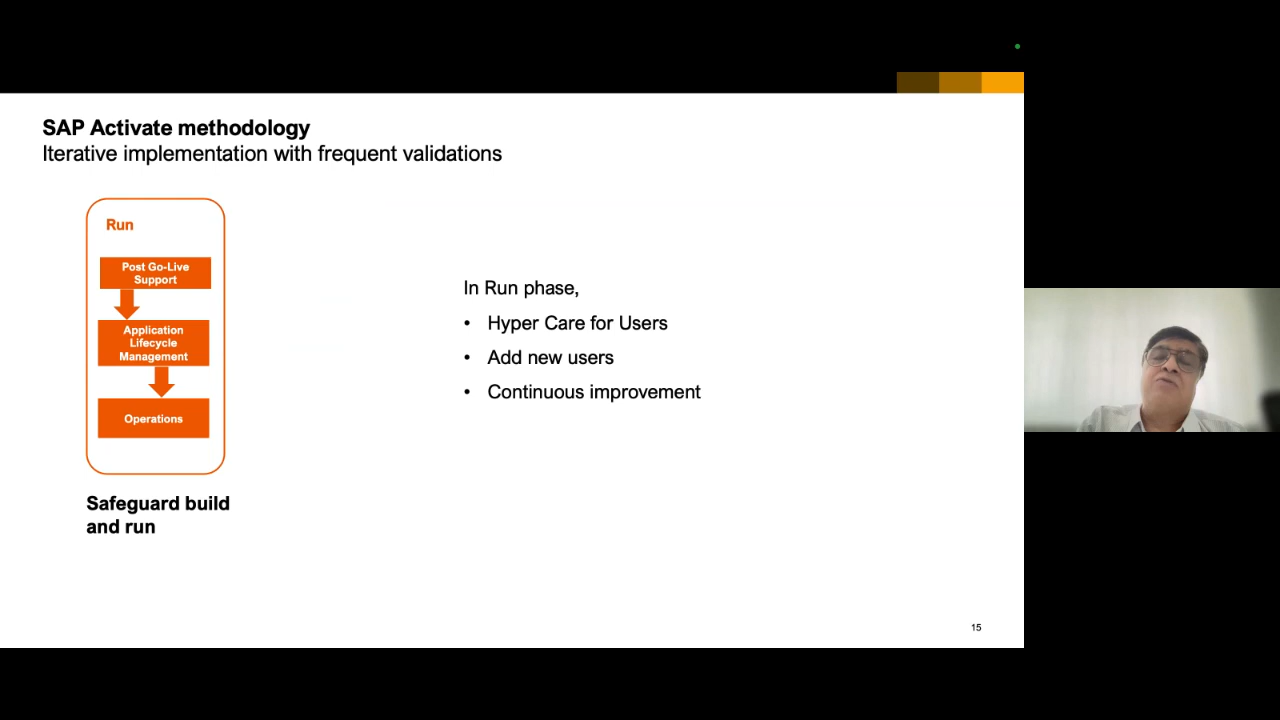 SAP Activate methodology
Iterative implementation with frequent validations
Run
Post Go-Live
Support
Application
Lifecycle
Management
Operations
Safeguard build
and run
In Run phase,
• Hyper Care for Users
• Add new users
• Continuous improvement
15